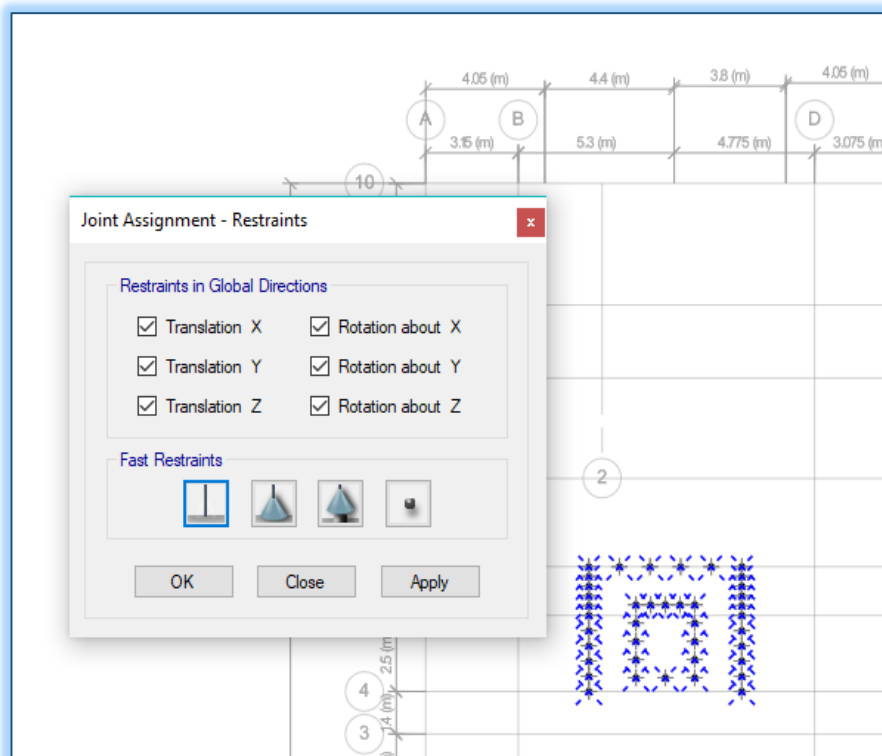 4.05 (m) 4.4 (m) 3.8 (m) 4.05 (m)
A B D
3.15 (m) 5.3 (m) 4.775 (m) 3.075 (m
10
Joint Assignment - Restraints
x
Restraints in Global Directions
Translation X Rotation about X
Translation Y Rotation about Y
Translation Z Rotation about Z
Fast Restraints
2
OK Close Apply
2.5 (m)
4
1.4 (m)
3